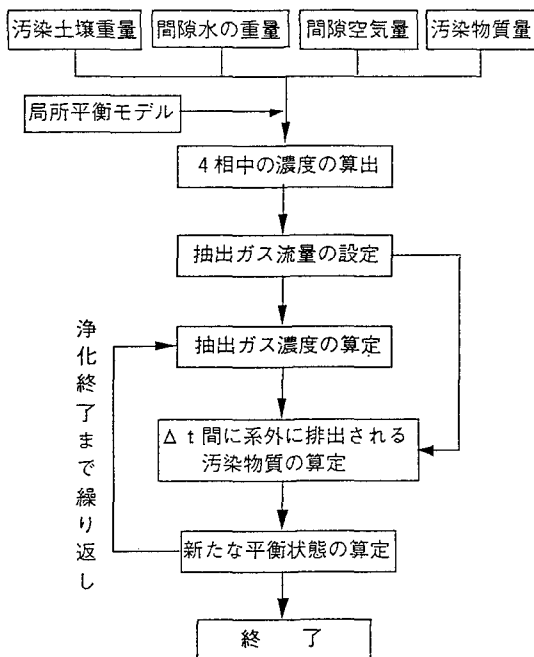 汚染土壌重量
間隙水の重量
間隙空気量
汚染物質量
局所平衡モデル
4相中の濃度の算出
抽出ガス流量の設定
抽出ガス濃度の算定
Δt間に系外に排出される
汚染物質の算定
新たな平衡状態の算定
終 了
浄化終了まで繰り返し